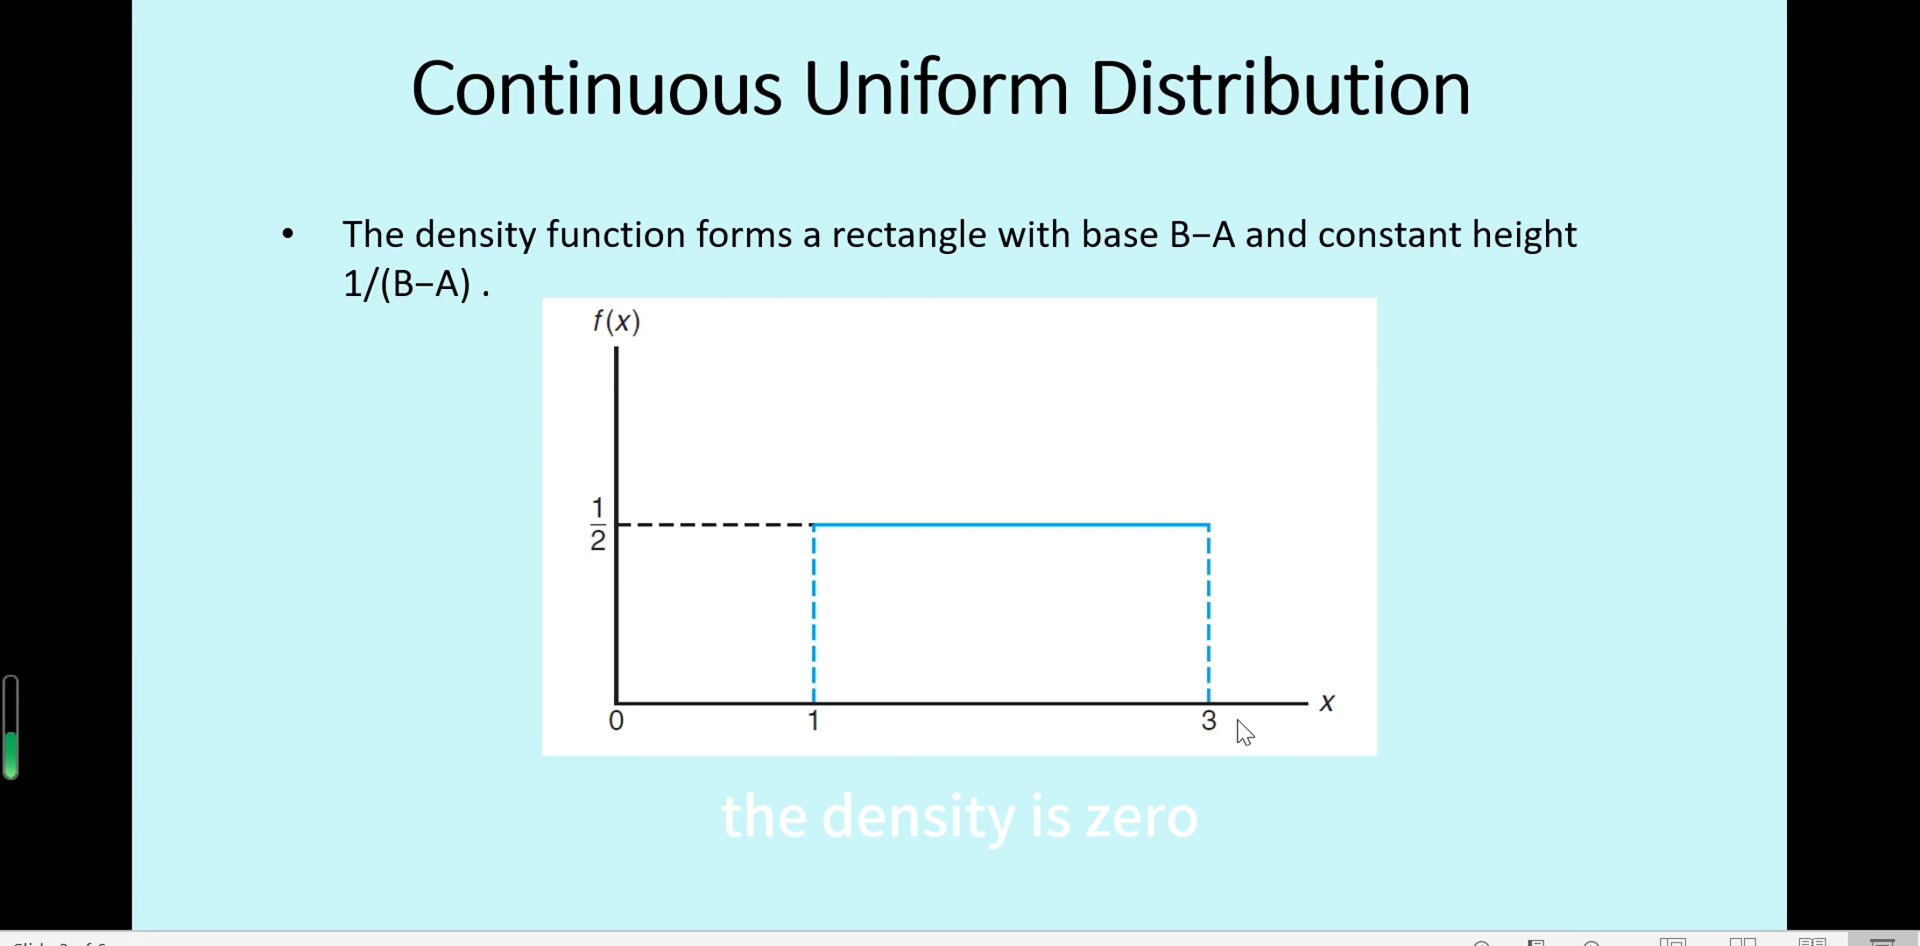 Continuous Uniform Distribution
• The density function forms a rectangle with base B−A and constant height
1/(B−A) .
f(x)
1
2
0 1 3 x
the density is zero